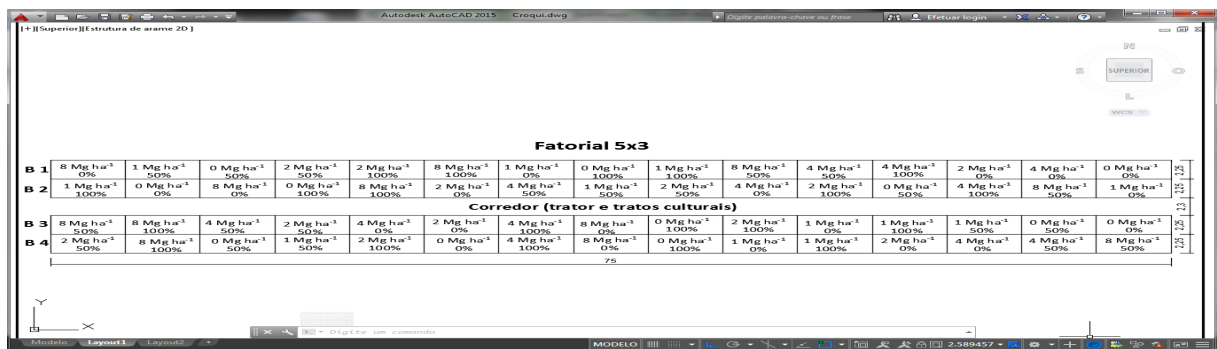 Autodesk AutoCAD 2015 Croqui.dwg
Digite palavra-chave ou frase
Efetuar login
[+][Superior][Estrutura de arame 2D ]
N
S SUPERIOR O
L
WCS
Fatorial 5x3
B 1 8 Mg ha-1 1 Mg ha-1 0 Mg ha-1 2 Mg ha-1 2 Mg ha-1 8 Mg ha-1 1 Mg ha-1 0 Mg ha-1 1 Mg ha-1 8 Mg ha-1 4 Mg ha-1 4 Mg ha-1 2 Mg ha-1 4 Mg ha-1 0 Mg ha-1 2,25
0% 50% 50% 50% 100% 0% 0% 100% 100% 50% 50% 100% 0% 0% 0%
B 2 1 Mg ha-1 0 Mg ha-1 8 Mg ha-1 0 Mg ha-1 8 Mg ha-1 2 Mg ha-1 4 Mg ha-1 1 Mg ha-1 2 Mg ha-1 4 Mg ha-1 2 Mg ha-1 0 Mg ha-1 4 Mg ha-1 8 Mg ha-1 1 Mg ha-1 2,25
100% 0% 0% 100% 100% 0% 50% 50% 50% 0% 100% 50% 100% 50% 0%
Corredor (trator e tratos culturais) 2,3
B 3 8 Mg ha-1 8 Mg ha-1 4 Mg ha-1 2 Mg ha-1 4 Mg ha-1 2 Mg ha-1 4 Mg ha-1 8 Mg ha-1 0 Mg ha-1 2 Mg ha-1 1 Mg ha-1 1 Mg ha-1 1 Mg ha-1 0 Mg ha-1 0 Mg ha-1 2,25
50% 100% 50% 50% 0% 0% 100% 0% 100% 100% 0% 100% 50% 50% 0%
B 4 2 Mg ha-1 8 Mg ha-1 0 Mg ha-1 1 Mg ha-1 2 Mg ha-1 0 Mg ha-1 4 Mg ha-1 8 Mg ha-1 0 Mg ha-1 1 Mg ha-1 1 Mg ha-1 2 Mg ha-1 4 Mg ha-1 4 Mg ha-1 8 Mg ha-1 2,25
50% 100% 50% 50% 100% 0% 100% 0% 100% 0% 100% 0% 0% 50% 50%
75
Y
X
Digite um comando
Modelo Layout1 Layout2 +
MODELO 2.589457